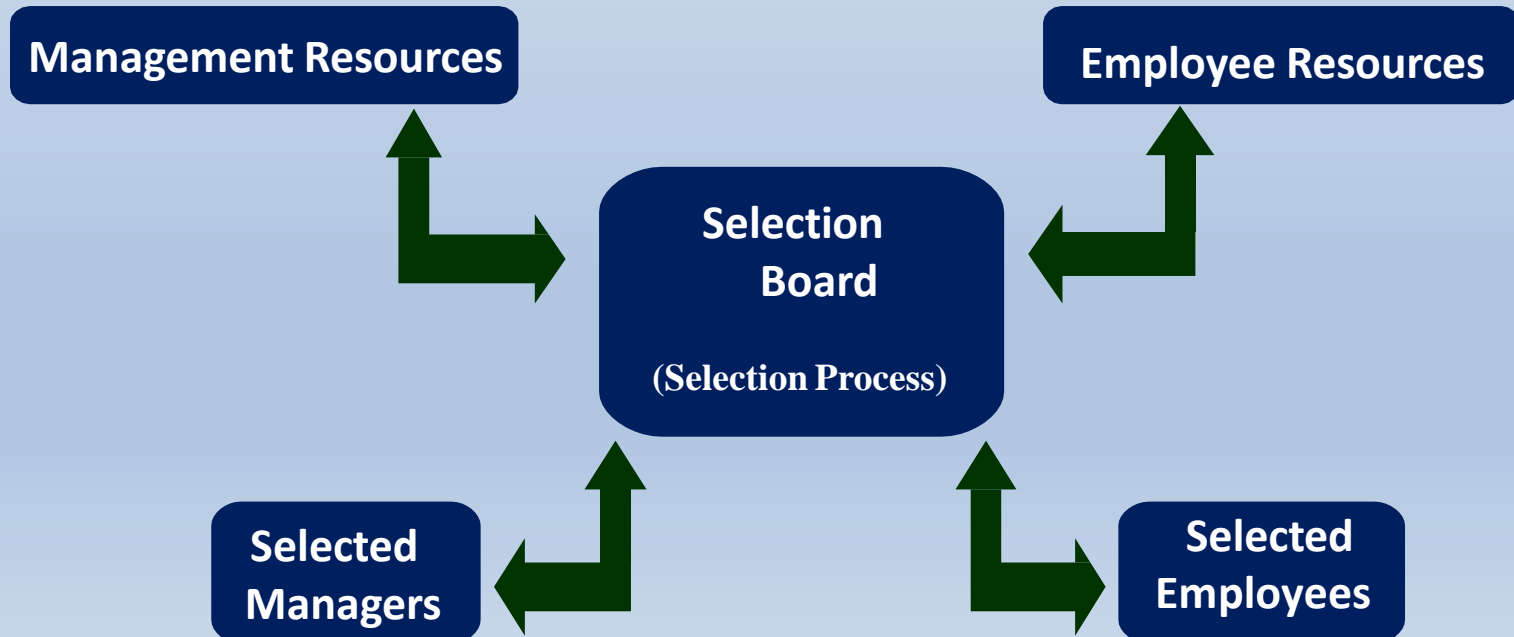 Management Resources
Employee Resources
Selection
Board
(Selection Process)
Selected
Managers
Selected
Employees